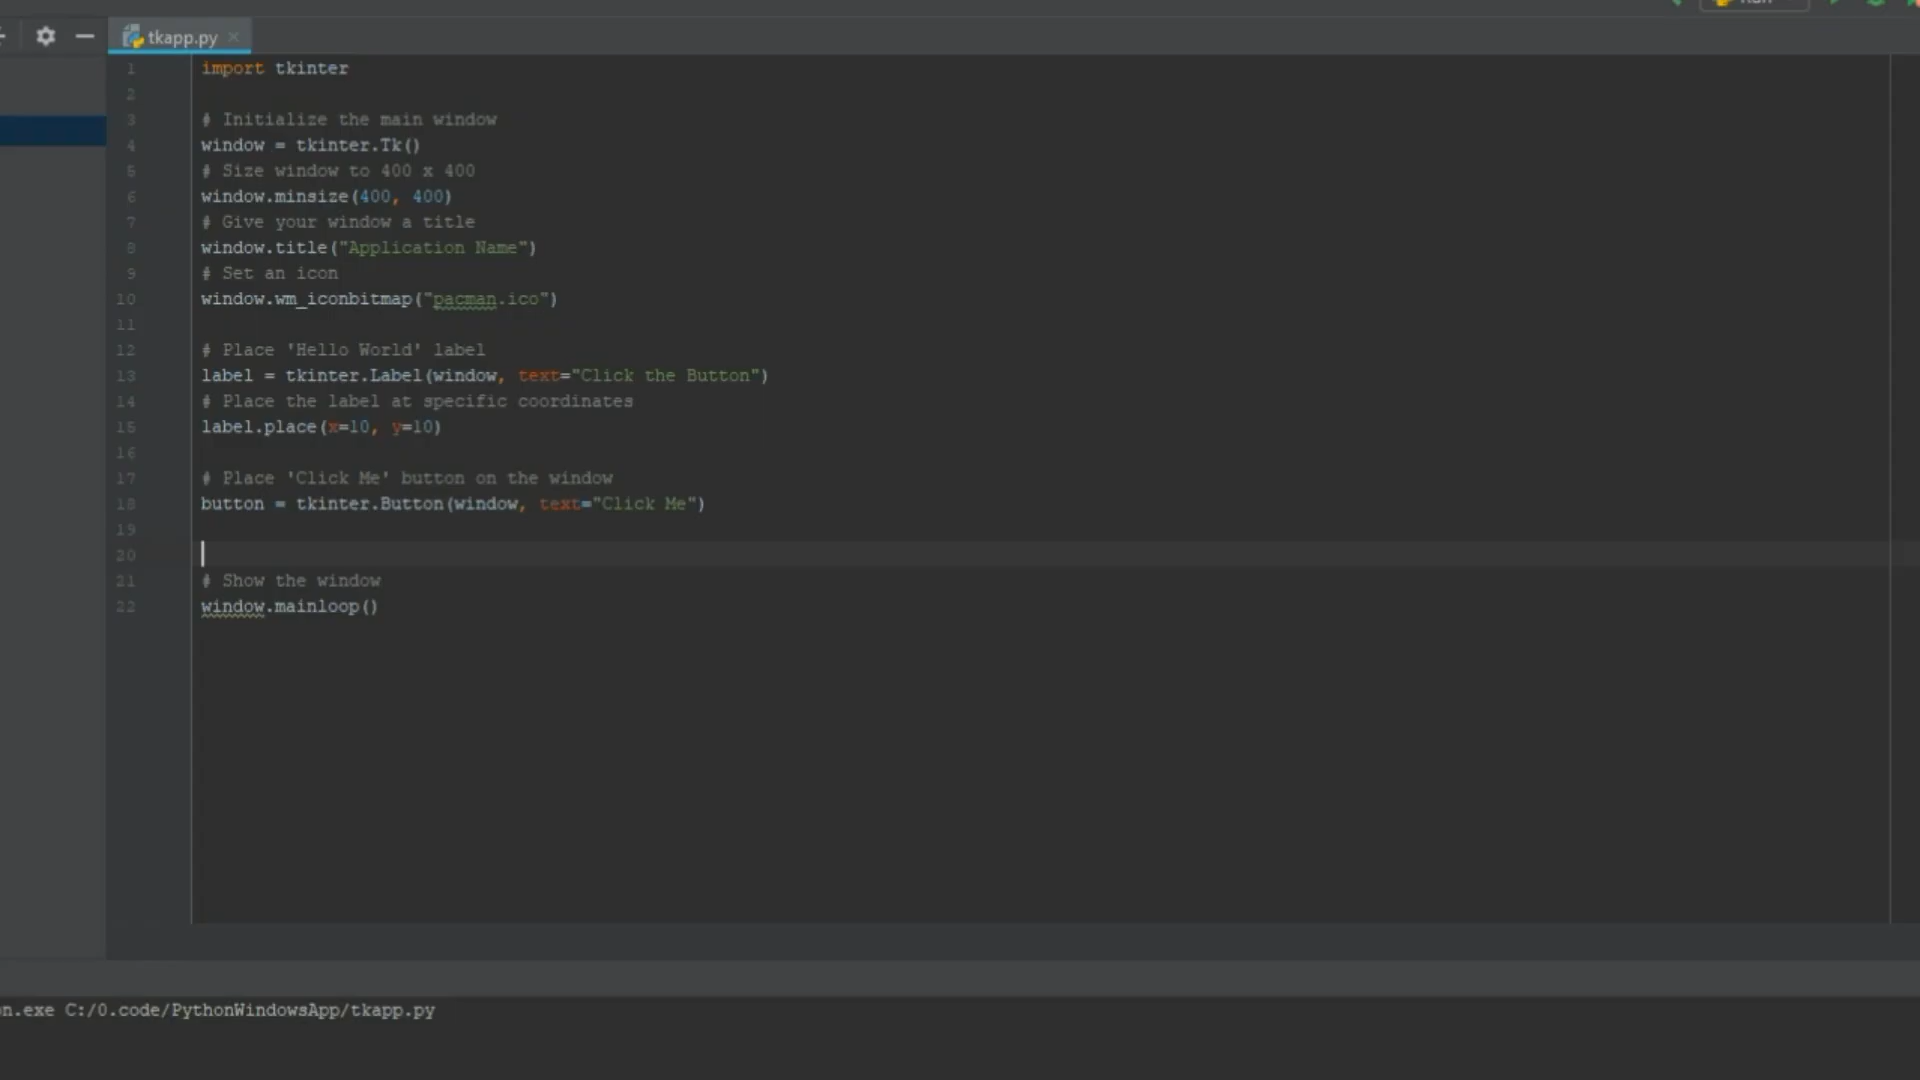 tkapp.py
1 import tkinter
2
3 # Initialize the main window
4 window = tkinter.Tk()
5 # Size window to 400 x 400
6 window.minsize(400, 400)
7 # Give your window a title
8 window.title("Application Name")
9 # Set an icon
10 window.wm_iconbitmap("pacman.ico")
11
12 # Place 'Hello World' label
13 label = tkinter.Label(window, text="Click the Button")
14 # Place the label at specific coordinates
15 label.place(x=10, y=10)
16
17 # Place 'Click Me' button on the window
18 button = tkinter.Button(window, text="Click Me")
19
20
21 # Show the window
22 window.mainloop()
n.exe C:/0.code/PythonWindowsApp/tkapp.py